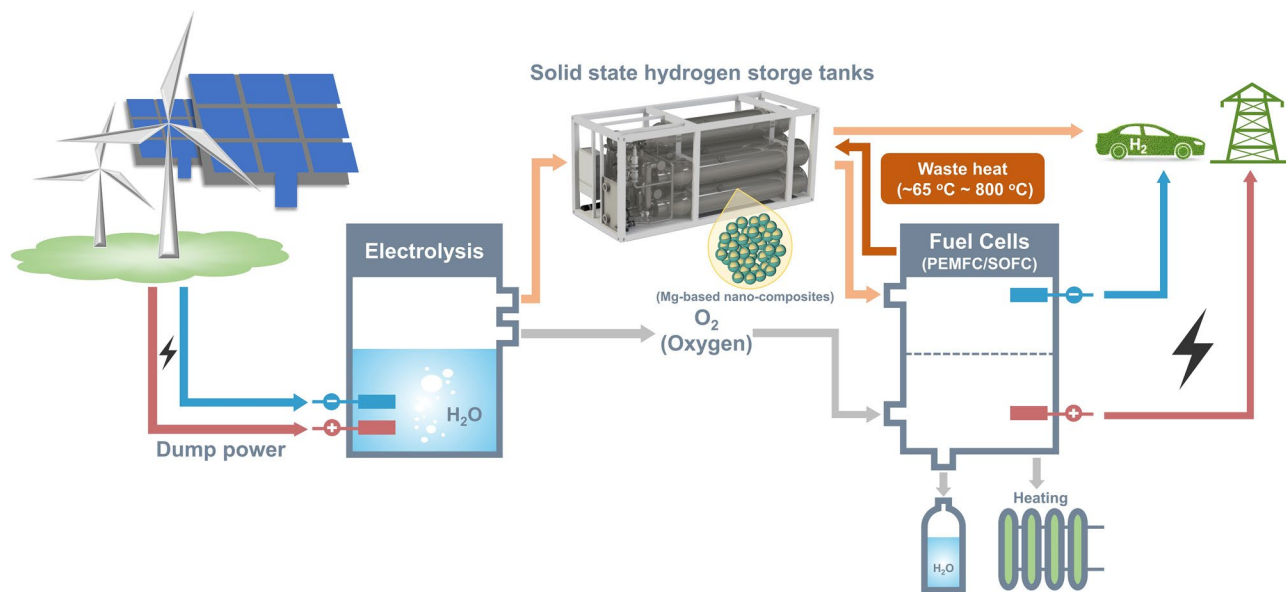 Solid state hydrogen storge tanks
H₂
Waste heat
(~65 °C ~ 800 °C)
Electrolysis
Fuel Cells
(PEMFC/SOFC)
(Mg-based nano-composites)
O₂
(Oxygen)
H₂O
Dump power
Heating
H₂O